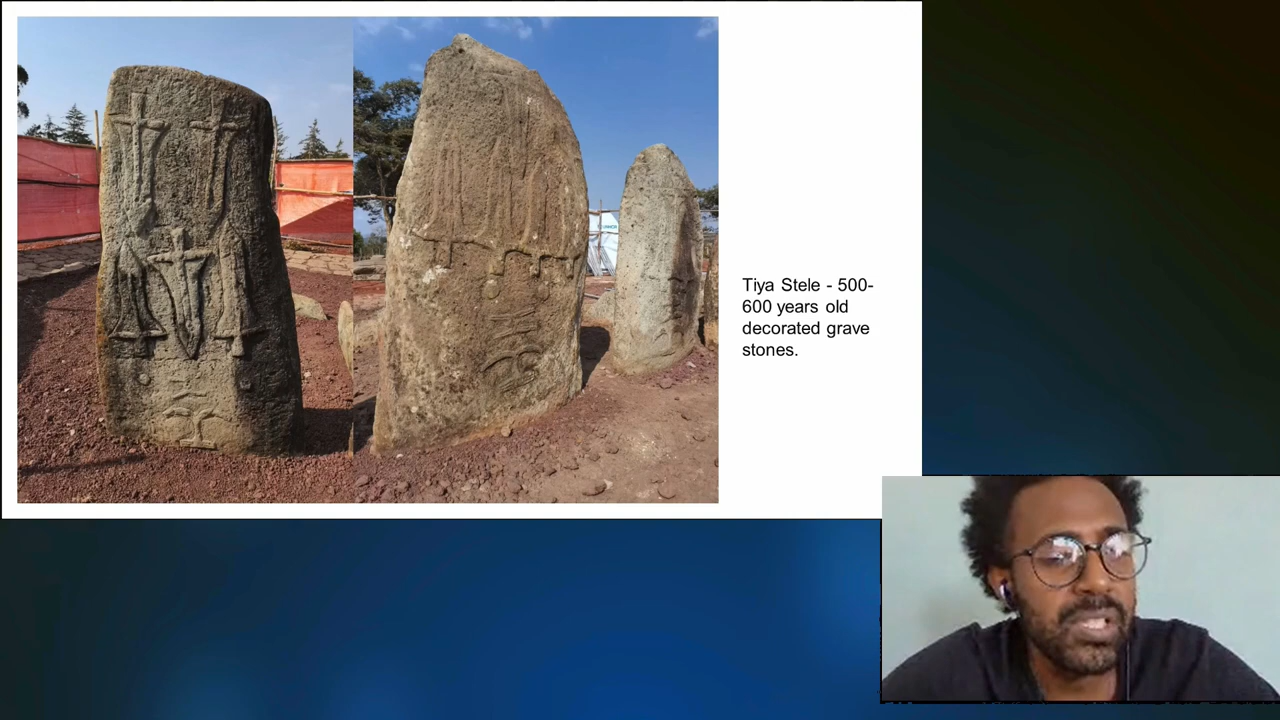 Tiya Stele - 500-
600 years old
decorated grave
stones.